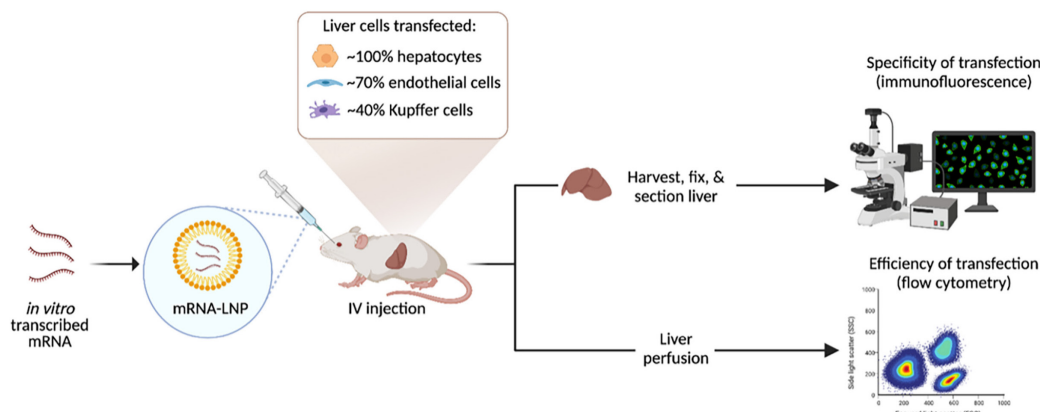 Liver cells transfected:
~100% hepatocytes
~70% endothelial cells
~40% Kupffer cells
in vitro
transcribed
mRNA
mRNA-LNP
IV injection
Harvest, fix, &
section liver
Specificity of transfection
(immunofluorescence)
Liver
perfusion
Efficiency of transfection
(flow cytometry)
Side light scatter (SSC)
1000
800
600
400
200
0
0 200 400 600 800 1000